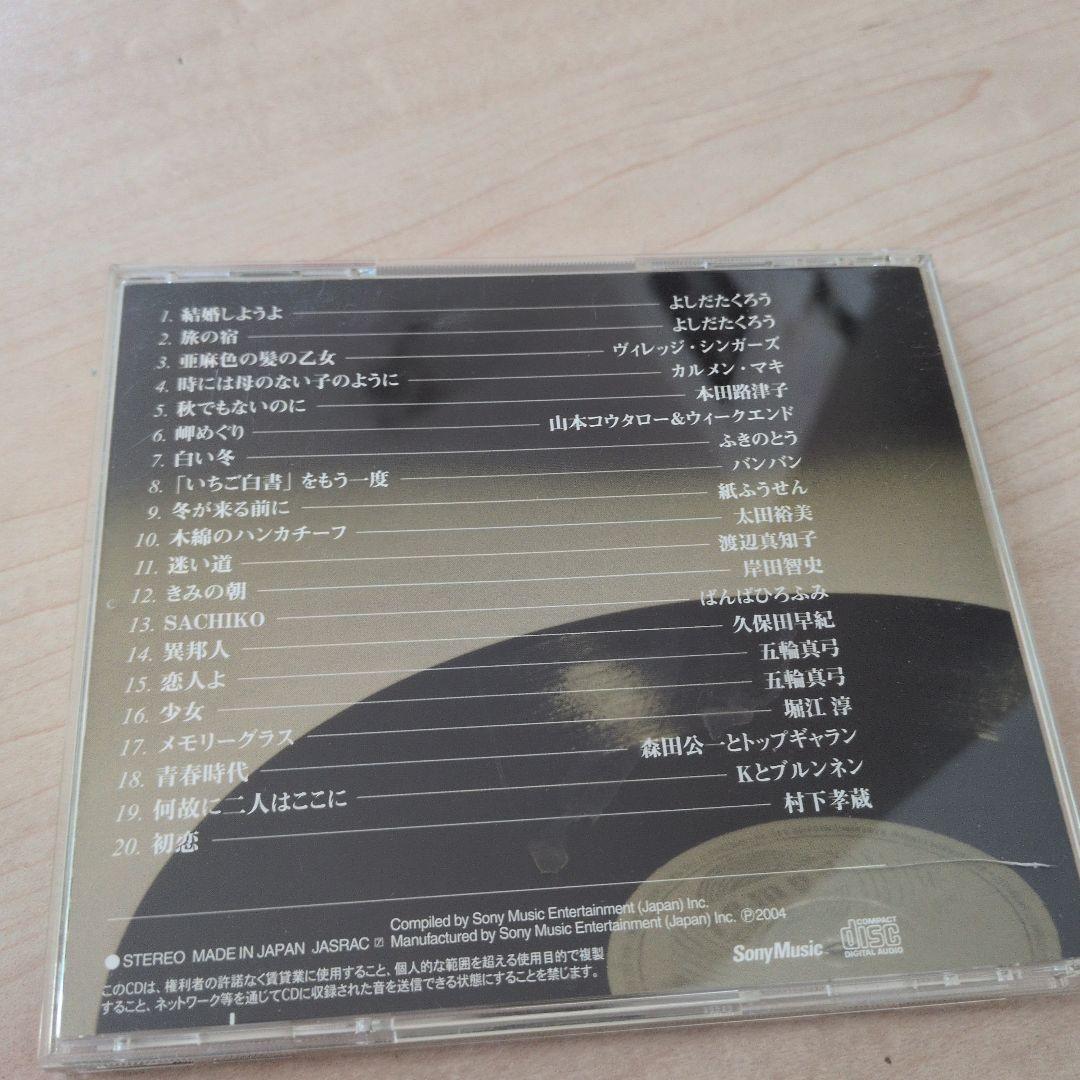 1. 結婚しようよ よしだたくろう
2. 旅の宿 よしだたくろう
3. 亜麻色の髪の乙女 ヴィレッジ・シンガーズ
4. 時には母のない子のように カルメン・マキ
5. 秋でもないのに 本田路津子
6. 岬めぐり 山本コウタロー&ウィークエンド
7. 白い冬 ふきのとう
8. 「いちご白書」をもう一度 バンバン
9. 冬が来る前に 紙ふうせん
10. 木綿のハンカチーフ 太田裕美
11. 迷い道 渡辺真知子
12. きみの朝 岸田智史
13. SACHIKO ばんばひろふみ
14. 異邦人 久保田早紀
15. 恋人よ 五輪真弓
16. 少女 五輪真弓
17. メモリーグラス 堀江 淳
18. 青春時代 森田公一とトップギャラン
19. 何故に二人はここに Kとブルンネン
20. 初恋 村下孝蔵
Compiled by Sony Music Entertainment (Japan) Inc.
●STEREO MADE IN JAPAN JASRAC Manufactured by Sony Music Entertainment (Japan) Inc. Ⓟ2004
このCDは、権利者の許諾なく賃貸業に使用すること、個人的な範囲を超える使用目的で複製
すること、ネットワーク等を通じてCDに収録された音を送信できる状態にすることを禁じます。
SonyMusic
COMPACT
disc
DIGITAL AUDIO